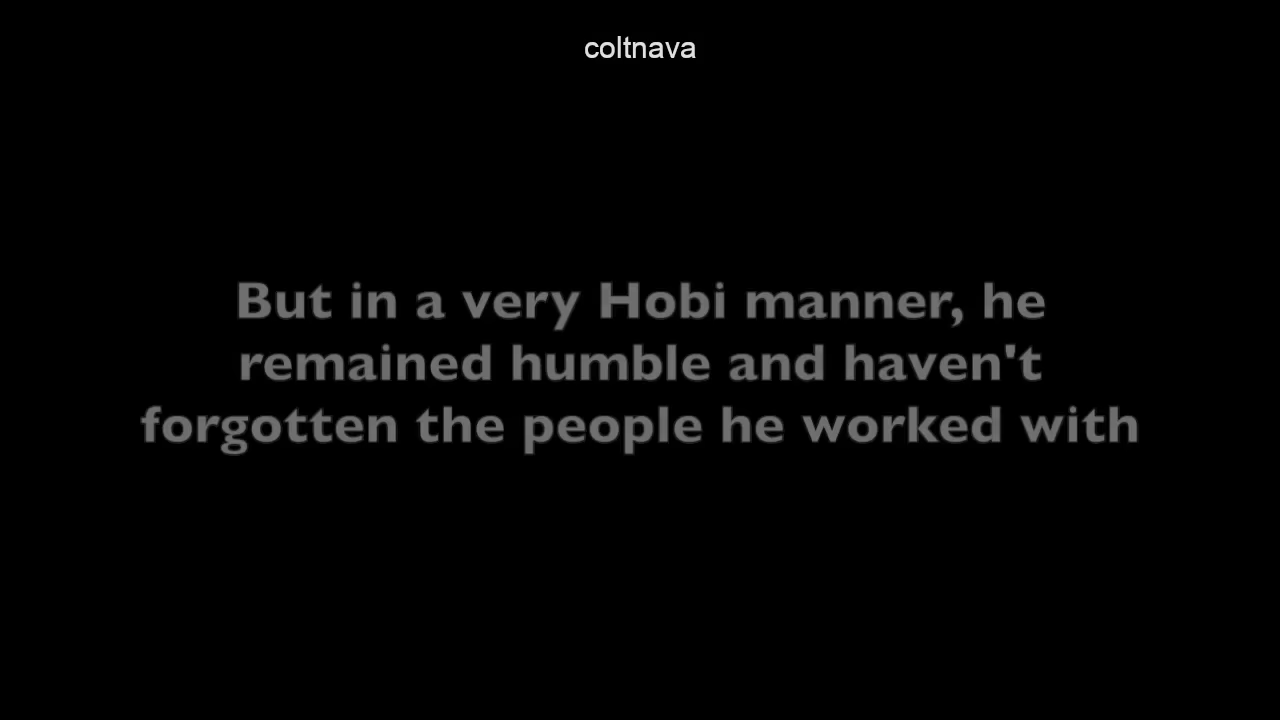 coltnava
But in a very Hobi manner, he
remained humble and haven't
forgotten the people he worked with